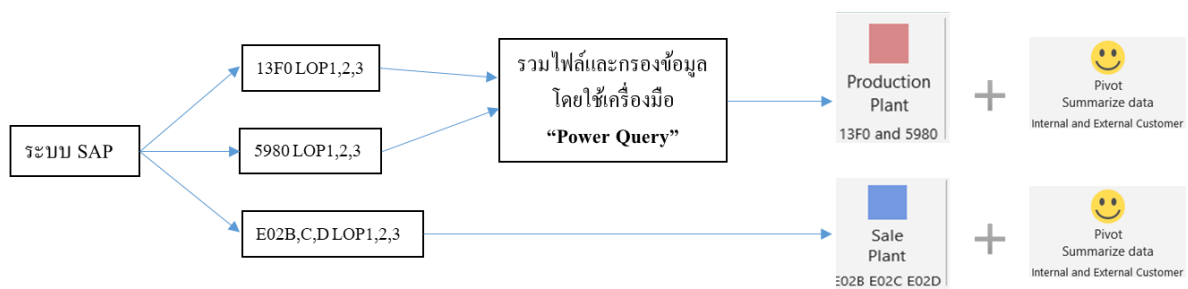 ระบบ SAP
13F0 LOP1,2,3
5980 LOP1,2,3
E02B,C,D LOP1,2,3
รวมไฟล์และกรองข้อมูล
โดยใช้เครื่องมือ
“Power Query”
Production
Plant
13F0 and 5980
Pivot
Summarize data
Internal and External Customer
Sale
Plant
E02B E02C E02D
Pivot
Summarize data
Internal and External Customer